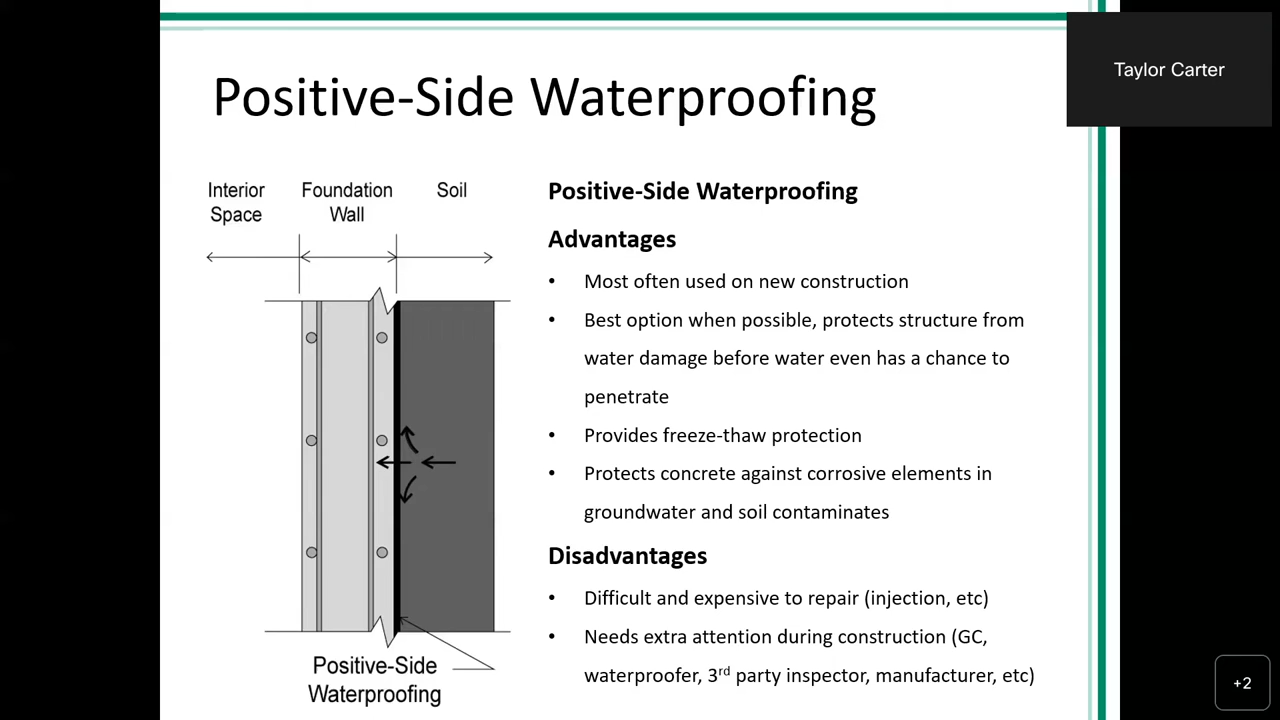 Taylor Carter
Positive-Side Waterproofing
Interior
Space
Foundation
Wall
Soil
Positive-Side
Waterproofing
Positive-Side Waterproofing
Advantages
• Most often used on new construction
• Best option when possible, protects structure from
water damage before water even has a chance to
penetrate
• Provides freeze-thaw protection
• Protects concrete against corrosive elements in
groundwater and soil contaminates
Disadvantages
• Difficult and expensive to repair (injection, etc)
• Needs extra attention during construction (GC,
waterproofer, 3rd party inspector, manufacturer, etc)
+2